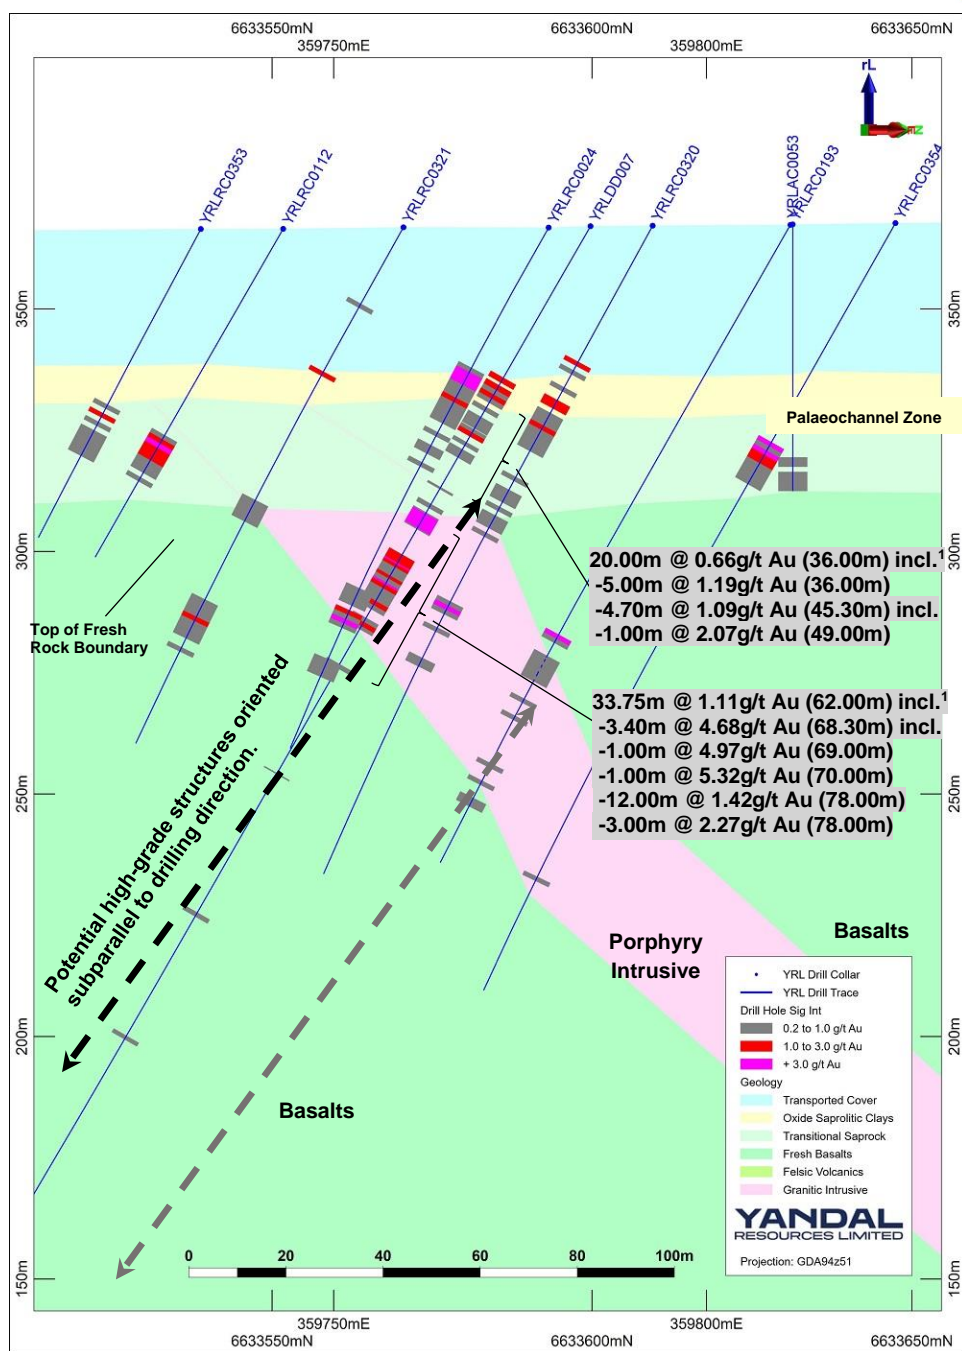 6633550mN
6633600mN
6633650mN
359750mE
359800mE
rL
YRLRC0353
YRLRC0112
YRLRC0321
YRLRC0024
YRLDD007
YRLRC0320
YRLAC0053
YRLRC0193
YRLRC0354
350m
350m
Palaeochannel Zone
300m
300m
20.00m @ 0.66g/t Au (36.00m) incl.¹
-5.00m @ 1.19g/t Au (36.00m)
-4.70m @ 1.09g/t Au (45.30m) incl.
-1.00m @ 2.07g/t Au (49.00m)
Top of Fresh
Rock Boundary
Potential high-grade structures oriented
subparallel to drilling direction.
33.75m @ 1.11g/t Au (62.00m) incl.¹
-3.40m @ 4.68g/t Au (68.30m) incl.
-1.00m @ 4.97g/t Au (69.00m)
-1.00m @ 5.32g/t Au (70.00m)
-12.00m @ 1.42g/t Au (78.00m)
-3.00m @ 2.27g/t Au (78.00m)
250m
250m
Porphyry
Intrusive
Basalts
Basalts
200m
200m
YRL Drill Collar
YRL Drill Trace
Drill Hole Sig Int
0.2 to 1.0 g/t Au
1.0 to 3.0 g/t Au
+ 3.0 g/t Au
Geology
Transported Cover
Oxide Saprolitic Clays
Transitional Saprock
Fresh Basalts
Felsic Volcanics
Granitic Intrusive
YANDAL
RESOURCES LIMITED
Projection: GDA94z51
0 20 40 60 80 100m
150m
150m
359750mE
359800mE
6633550mN
6633600mN
6633650mN